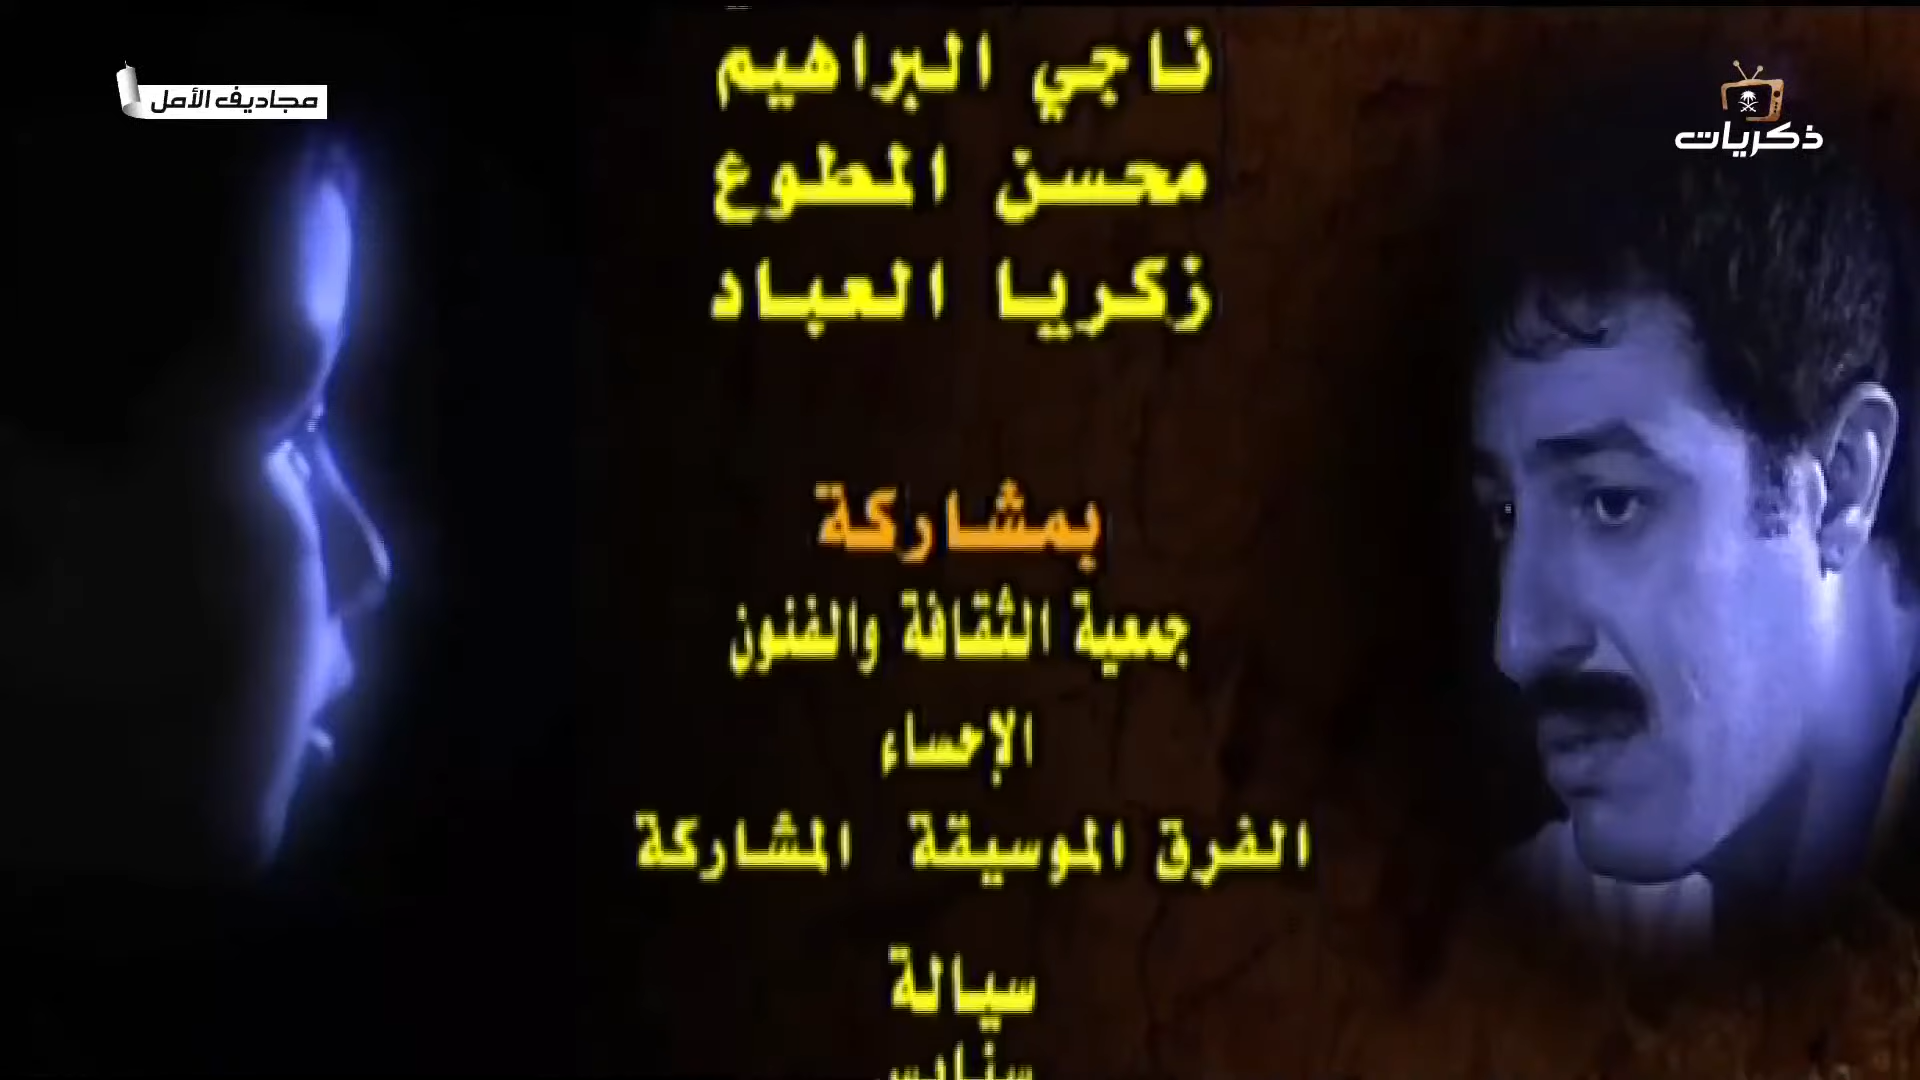 مجاديف الأمل
ذكريات
ناجي البراهيم
محسن المطوع
زكريا العباد
بمشاركة
جمعية الثقافة والفنون
الإحساء
الفرق الموسيقة المشاركة
سيالة